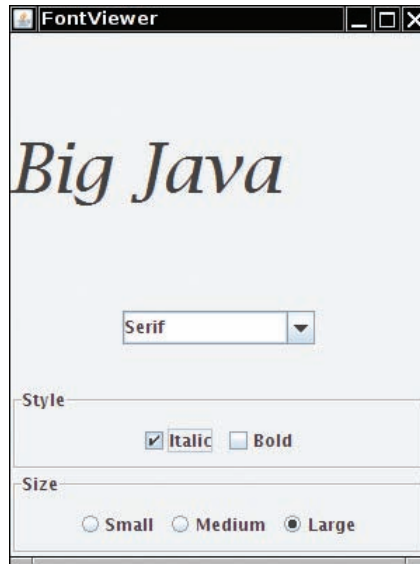 FontViewer
Big Java
Serif
Style
Italic Bold
Size
Small Medium Large